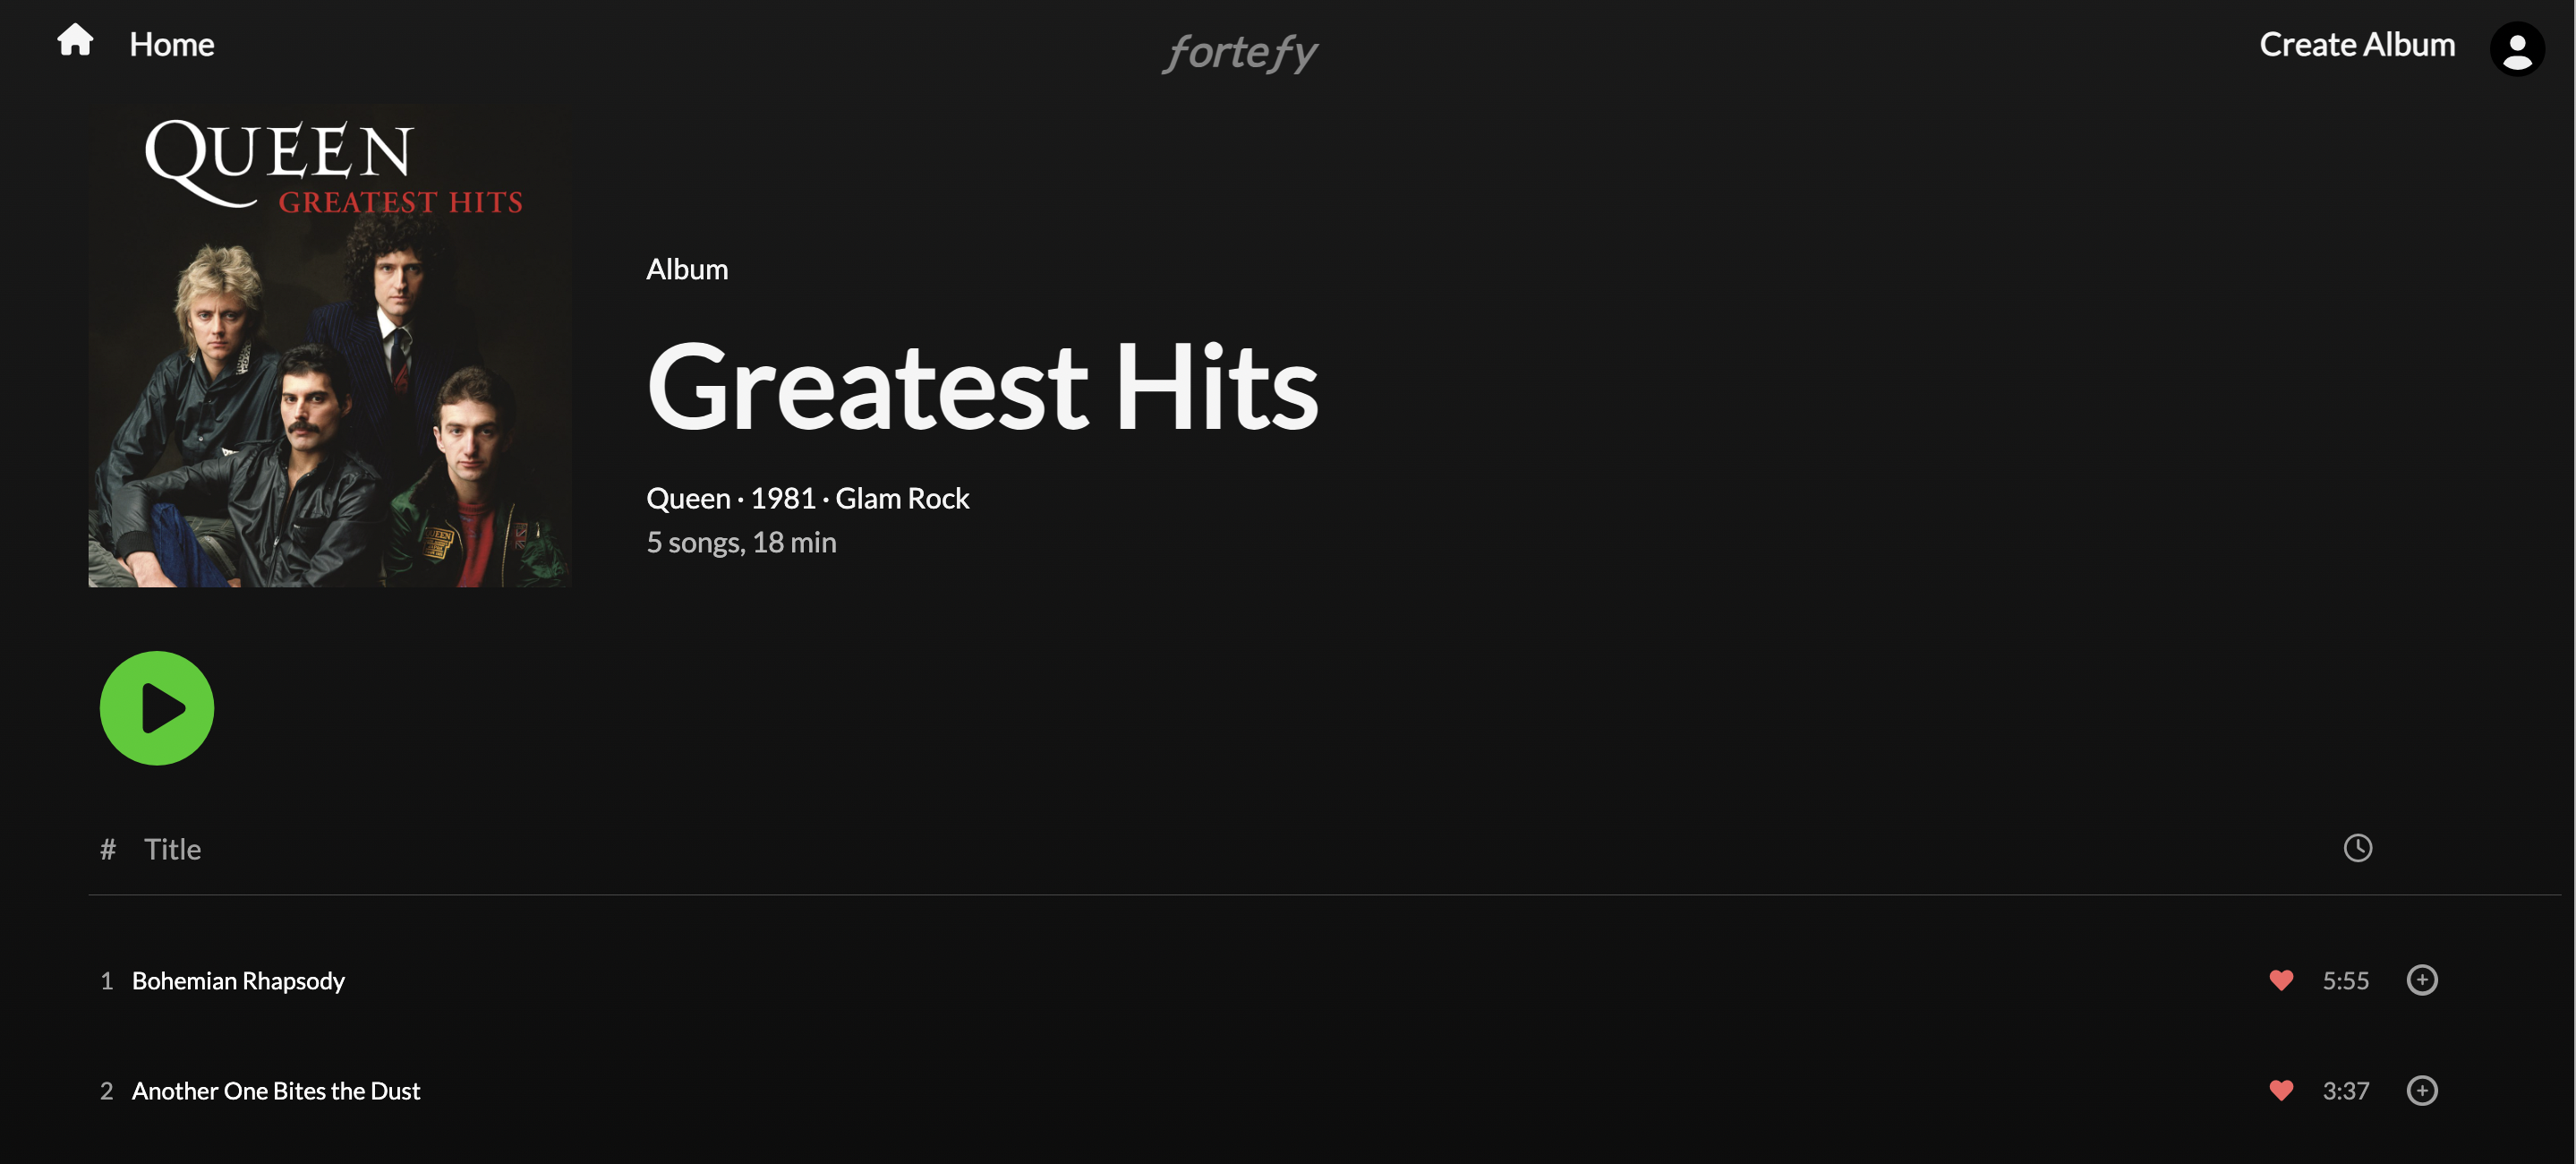 Home
fortefy
Create Album
QUEEN
GREATEST HITS
Album
Greatest Hits
Queen · 1981 · Glam Rock
5 songs, 18 min
# Title
1 Bohemian Rhapsody 5:55
2 Another One Bites the Dust 3:37